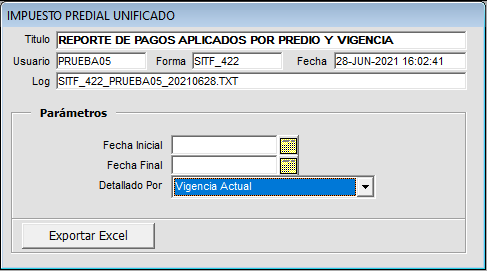 IMPUESTO PREDIAL UNIFICADO
Titulo REPORTE DE PAGOS APLICADOS POR PREDIO Y VIGENCIA
Usuario PRUEBA05 Forma SITF_422 Fecha 28-JUN-2021 16:02:41
Log SITF_422_PRUEBA05_20210628.TXT
Parámetros
Fecha Inicial
Fecha Final
Detallado Por Vigencia Actual
Exportar Excel